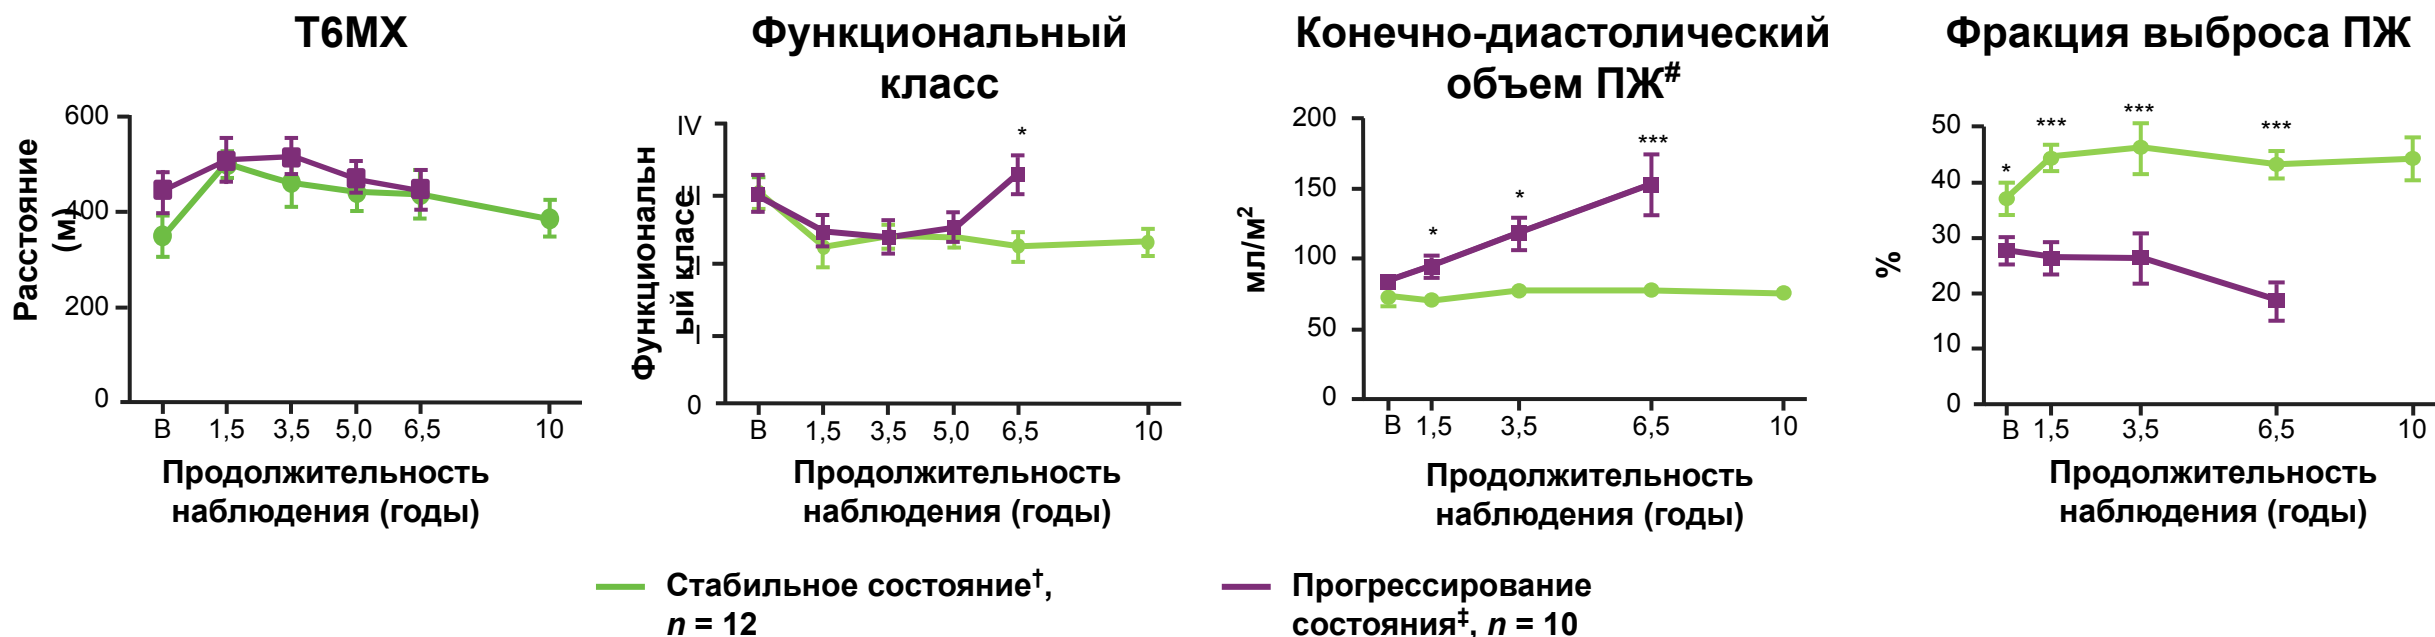 Т6МХ
Расстояние
(м)
600
400
200
0
В 1,5 3,5 5,0 6,5 10
Продолжительность
наблюдения (годы)
Функциональный
класс
Функциональн
ый класс
IV
0
В 1,5 3,5 5,0 6,5 10
*
Продолжительность
наблюдения (годы)
Конечно-диастолический
объем ПЖ#
мл/м²
200
150
100
50
0
* * ***
В 1,5 3,5 6,5 10
Продолжительность
наблюдения (годы)
Фракция выброса ПЖ
%
50
40
30
20
10
0
* *** *** ***
В 1,5 3,5 6,5 10
Продолжительность
наблюдения (годы)
Стабильное состояние†,
n = 12
Прогрессирование
состояния‡, n = 10